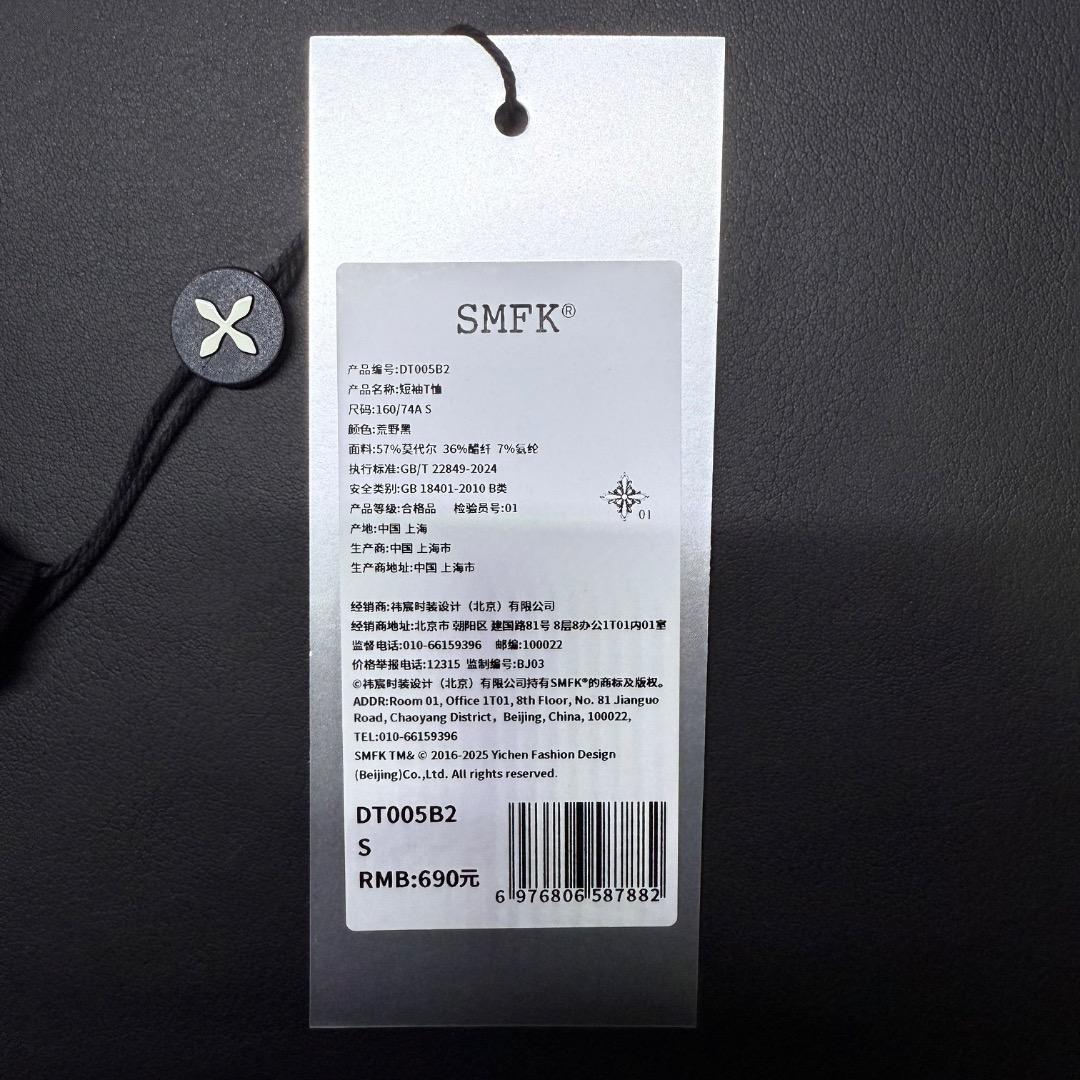 SMFK®
产品编号:DT005B2
产品名称:短袖T恤
尺码:160/74A S
颜色:荒野黑
面料:57%莫代尔 36%醋纤 7%氨纶
执行标准:GB/T 22849-2024
安全类别:GB 18401-2010 B类
产品等级:合格品 检验员号:01
01
产地:中国 上海
生产商:中国 上海市
生产商地址:中国 上海市
经销商:祎宸时装设计（北京）有限公司
经销商地址:北京市 朝阳区 建国路81号 8层8办公1T01内01室
监督电话:010-66159396 邮编:100022
价格举报电话:12315 监制编号:BJ03
©祎宸时装设计（北京）有限公司持有SMFK®的商标及版权。
ADDR:Room 01, Office 1T01, 8th Floor, No. 81 Jianguo
Road, Chaoyang District，Beijing, China, 100022,
TEL:010-66159396
SMFK TM& © 2016-2025 Yichen Fashion Design
(Beijing)Co.,Ltd. All rights reserved.
DT005B2
S
RMB:690元
6 976806 587882